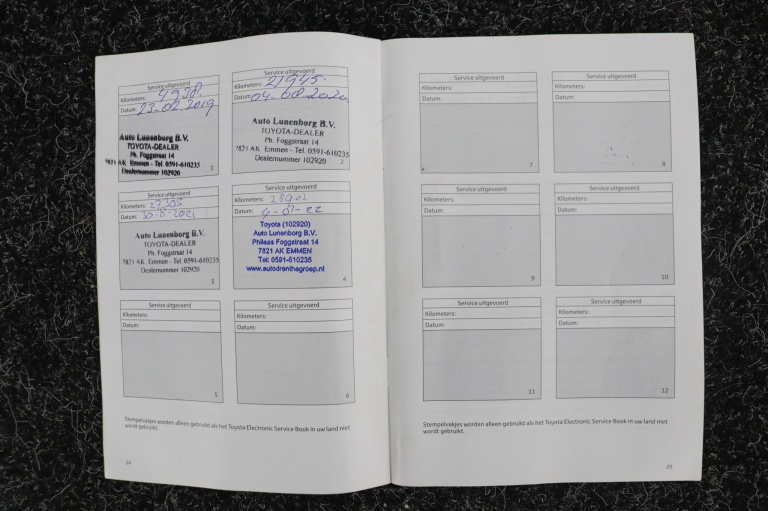 Service uitgevoerd
Kilometers: 4938.
Datum: 23-02-2019
Auto Lunenborg B.V.
TOYOTA-DEALER
Ph. Foggstraat 14
7821 AK Emmen - Tel. 0591-610235
Dealernummer 102920
1
Service uitgevoerd
Kilometers: 21945.
Datum: 04-08-2020
Auto Lunenborg B.V.
TOYOTA-DEALER
Ph. Foggstraat 14
7821 AK Emmen - Tel. 0591-610235
Dealernummer 102920
2
Service uitgevoerd
Kilometers: 27305
Datum: 30-8-2021
Auto Lunenborg B.V.
TOYOTA-DEALER
Ph. Foggstraat 14
7821 AK Emmen - Tel. 0591-610235
Dealernummer 102920
3
Service uitgevoerd
Kilometers:
Datum:
Toyota (102920)
Auto Lunenborg B.V.
Phileas Foggstraat 14
7821 AK EMMEN
Tel: 0591-610235
www.autodrenthegroep.nl
4
Service uitgevoerd
Kilometers:
Datum:
5
Service uitgevoerd
Kilometers:
Datum:
6
Stempelvakjes worden alleen gebruikt als het Toyota Electronic Service Book in uw land niet
wordt gebruikt.
24
Service uitgevoerd
Kilometers:
Datum:
7
Service uitgevoerd
Kilometers:
Datum:
8
Service uitgevoerd
Kilometers:
Datum:
9
Service uitgevoerd
Kilometers:
Datum:
10
Service uitgevoerd
Kilometers:
Datum:
11
Service uitgevoerd
Kilometers:
Datum:
12
Stempelvakjes worden alleen gebruikt als het Toyota Electronic Service Book in uw land niet
wordt gebruikt.
25